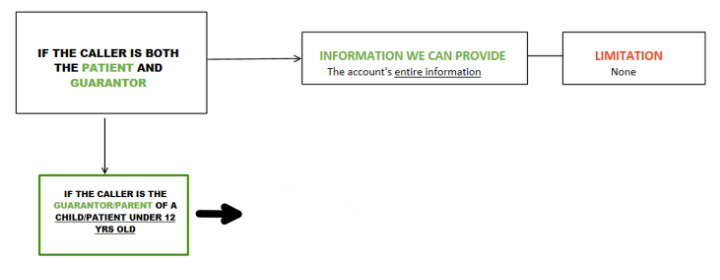 IF THE CALLER IS BOTH
THE PATIENT AND
GUARANTOR
INFORMATION WE CAN PROVIDE
The account's entire information
LIMITATION
None
IF THE CALLER IS THE
GUARANTOR/PARENT OF A
CHILD/PATIENT UNDER 12
YRS OLD